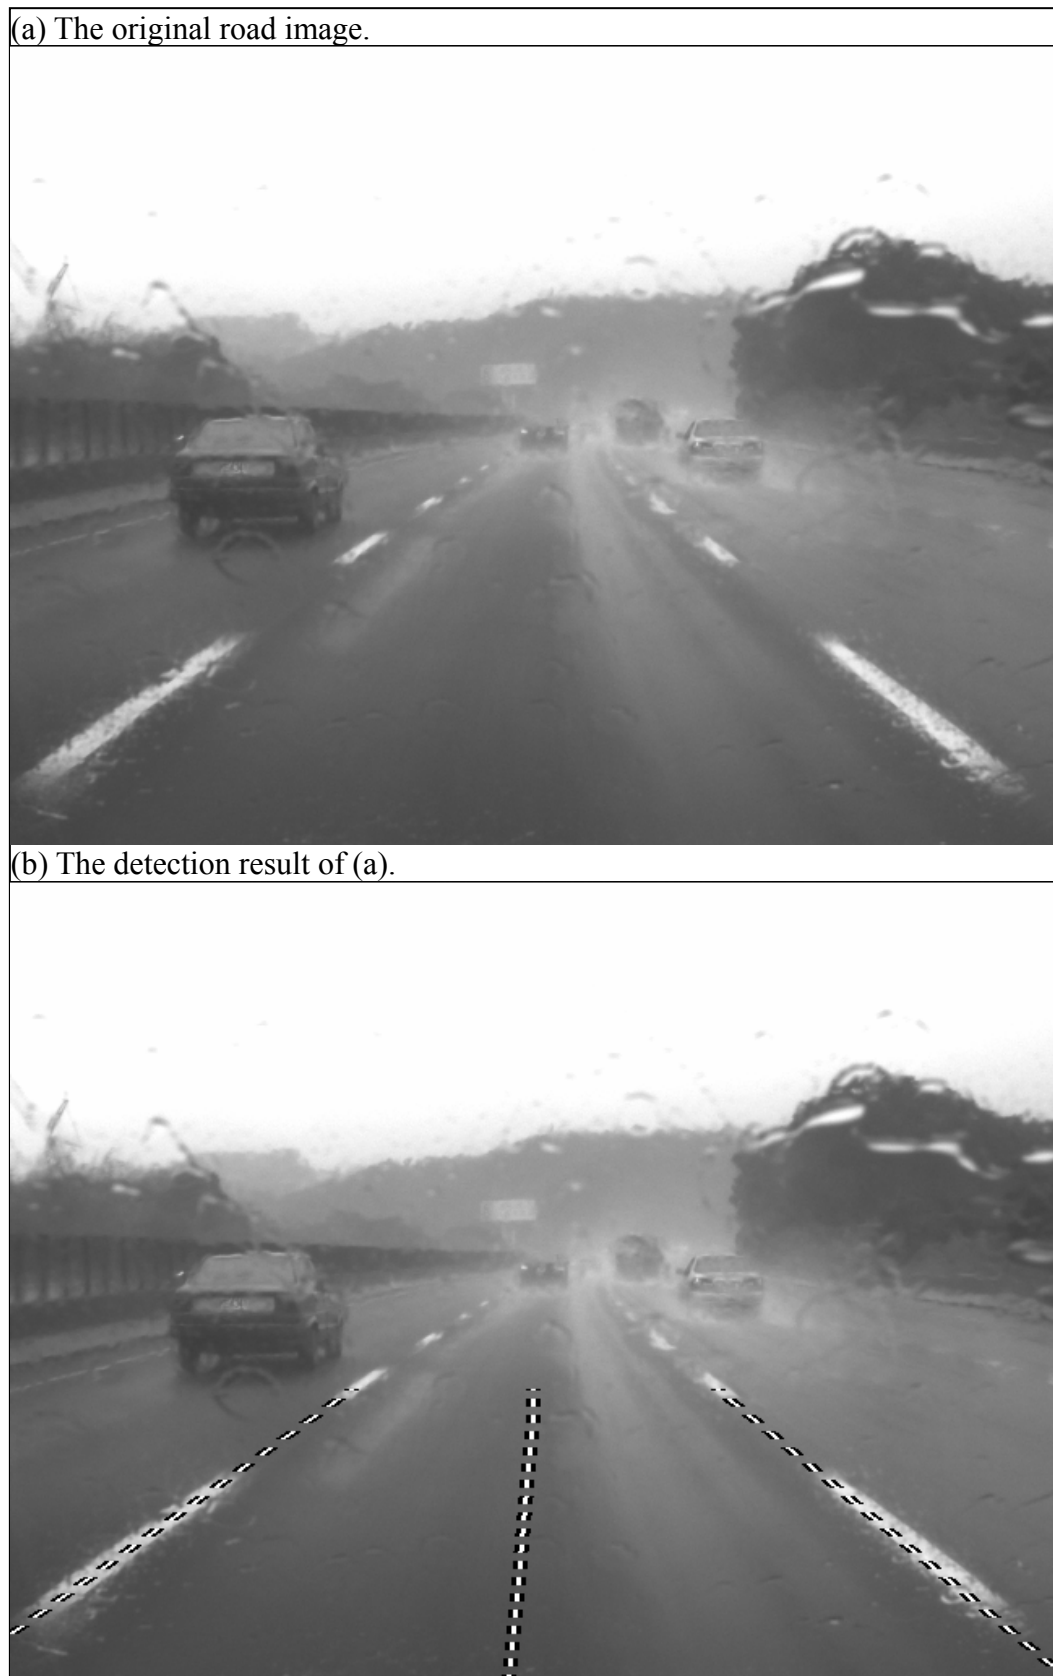 (a) The original road image.
(b) The detection result of (a).